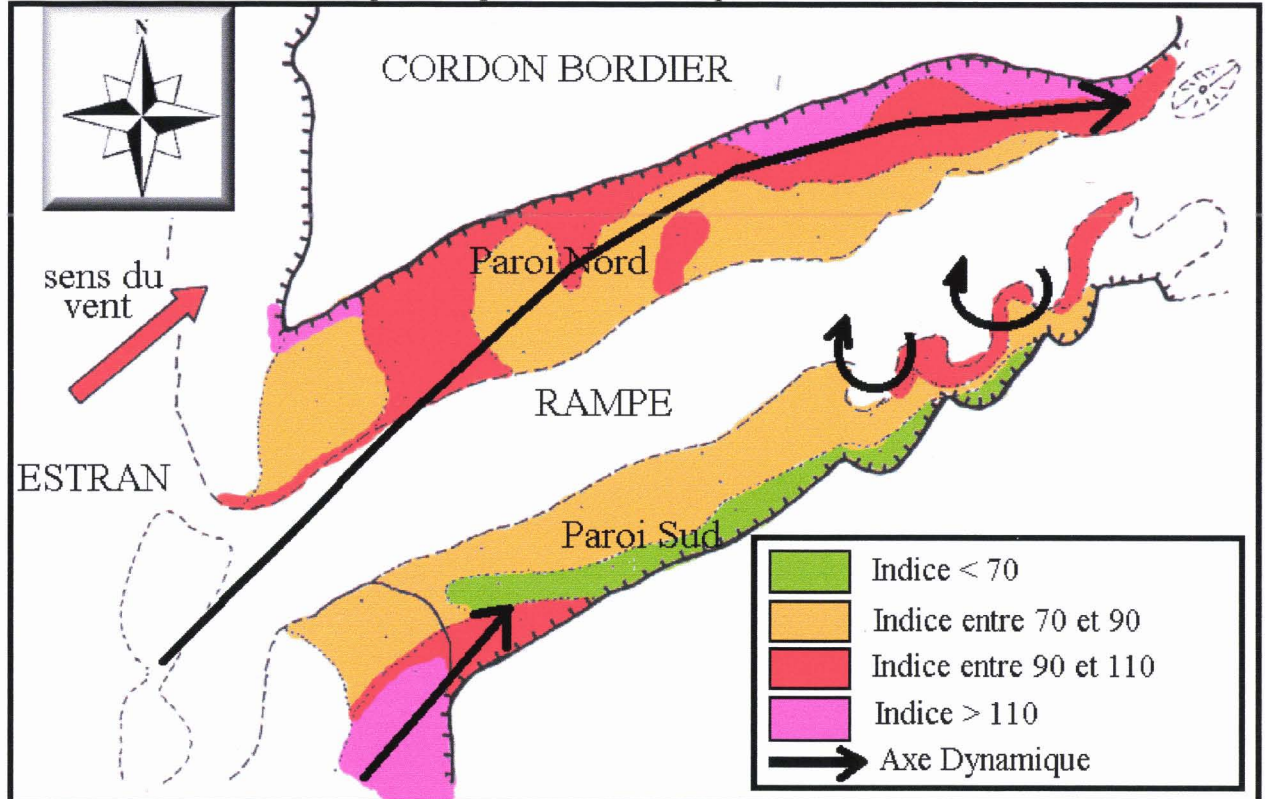 N
CORDON BORDIER
sens du
vent
Paroi Nord
RAMPE
ESTRAN
Paroi Sud
Indice < 70
Indice entre 70 et 90
Indice entre 90 et 110
Indice > 110
Axe Dynamique